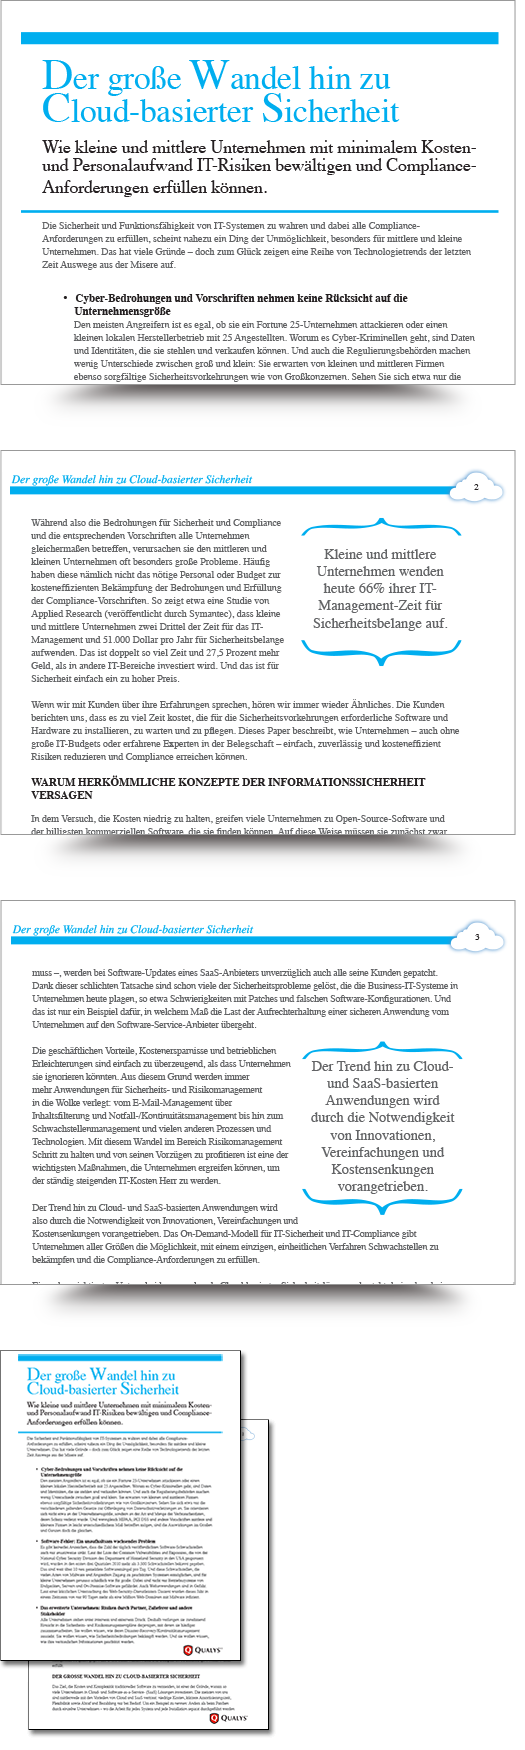 Der große Wandel hin zu
Cloud-basierter Sicherheit
Wie kleine und mittlere Unternehmen mit minimalem Kosten-
und Personalaufwand IT-Risiken bewältigen und Compliance-
Anforderungen erfüllen können.
Die Sicherheit und Funktionsfähigkeit von IT-Systemen zu wahren und dabei alle Compliance-
Anforderungen zu erfüllen, scheint nahezu ein Ding der Unmöglichkeit, besonders für mittlere und kleine
Unternehmen. Das hat viele Gründe – doch zum Glück zeigen eine Reihe von Technologietrends der letzten
Zeit Auswege aus der Misere auf.
• Cyber-Bedrohungen und Vorschriften nehmen keine Rücksicht auf die
Unternehmensgröße
Den meisten Angreifern ist es egal, ob sie ein Fortune 25-Unternehmen attackieren oder einen
kleinen lokalen Herstellerbetrieb mit 25 Angestellten. Worum es Cyber-Kriminellen geht, sind Daten
und Identitäten, die sie stehlen und verkaufen können. Und auch die Regulierungsbehörden machen
wenig Unterschiede zwischen groß und klein: Sie erwarten von kleinen und mittleren Firmen
ebenso sorgfältige Sicherheitsvorkehrungen wie von Großkonzernen. Sehen Sie sich etwa nur die
Der große Wandel hin zu Cloud-basierter Sicherheit
2
Während also die Bedrohungen für Sicherheit und Compliance
und die entsprechenden Vorschriften alle Unternehmen
gleichermaßen betreffen, verursachen sie den mittleren und
kleinen Unternehmen oft besonders große Probleme. Häufig
haben diese nämlich nicht das nötige Personal oder Budget zur
kosteneffizienten Bekämpfung der Bedrohungen und Erfüllung
der Compliance-Vorschriften. So zeigt etwa eine Studie von
Applied Research (veröffentlicht durch Symantec), dass kleine
und mittlere Unternehmen zwei Drittel der Zeit für das IT-
Management und 51.000 Dollar pro Jahr für Sicherheitsbelange
aufwenden. Das ist doppelt so viel Zeit und 27,5 Prozent mehr
Geld, als in andere IT-Bereiche investiert wird. Und das ist für
Sicherheit einfach ein zu hoher Preis.
Kleine und mittlere
Unternehmen wenden
heute 66% ihrer IT-
Management-Zeit für
Sicherheitsbelange auf.
Wenn wir mit Kunden über ihre Erfahrungen sprechen, hören wir immer wieder Ähnliches. Die Kunden
berichten uns, dass es zu viel Zeit kostet, die für die Sicherheitsvorkehrungen erforderliche Software und
Hardware zu installieren, zu warten und zu pflegen. Dieses Paper beschreibt, wie Unternehmen – auch ohne
große IT-Budgets oder erfahrene Experten in der Belegschaft – einfach, zuverlässig und kosteneffizient
Risiken reduzieren und Compliance erreichen können.
WARUM HERKÖMMLICHE KONZEPTE DER INFORMATIONSSICHERHEIT
VERSAGEN
In dem Versuch, die Kosten niedrig zu halten, greifen viele Unternehmen zu Open-Source-Software und
der billigsten kommerziellen Software, die sie finden können. Auf diese Weise müssen sie zunächst zwar
Der große Wandel hin zu Cloud-basierter Sicherheit
3
muss –, werden bei Software-Updates eines SaaS-Anbieters unverzüglich auch alle seine Kunden gepatcht.
Dank dieser schlichten Tatsache sind schon viele der Sicherheitsprobleme gelöst, die die Business-IT-Systeme in
Unternehmen heute plagen, so etwa Schwierigkeiten mit Patches und falschen Software-Konfigurationen. Und
das ist nur ein Beispiel dafür, in welchem Maß die Last der Aufrechterhaltung einer sicheren Anwendung vom
Unternehmen auf den Software-Service-Anbieter übergeht.
Die geschäftlichen Vorteile, Kostenersparnisse und betrieblichen
Erleichterungen sind einfach zu überzeugend, als dass Unternehmen
sie ignorieren könnten. Aus diesem Grund werden immer
mehr Anwendungen für Sicherheits- und Risikomanagement
in die Wolke verlegt: vom E-Mail-Management über
Inhaltsfilterung und Notfall-/Kontinuitätsmanagement bis hin zum
Schwachstellenmanagement und vielen anderen Prozessen und
Technologien. Mit diesem Wandel im Bereich Risikomanagement
Schritt zu halten und von seinen Vorzügen zu profitieren ist eine der
wichtigsten Maßnahmen, die Unternehmen ergreifen können, um
der ständig steigenden IT-Kosten Herr zu werden.
Der Trend hin zu Cloud-
und SaaS-basierten
Anwendungen wird
durch die Notwendigkeit
von Innovationen,
Vereinfachungen und
Kostensenkungen
vorangetrieben.
Der Trend hin zu Cloud- und SaaS-basierten Anwendungen wird
also durch die Notwendigkeit von Innovationen, Vereinfachungen und
Kostensenkungen vorangetrieben. Das On-Demand-Modell für IT-Sicherheit und IT-Compliance gibt
Unternehmen aller Größen die Möglichkeit, mit einem einzigen, einheitlichen Verfahren Schwachstellen zu
bekämpfen und die Compliance-Anforderungen zu erfüllen.
Der große Wandel hin zu
Cloud-basierter Sicherheit
Wie kleine und mittlere Unternehmen mit minimalem Kosten-
und Personalaufwand IT-Risiken bewältigen und Compliance-
Anforderungen erfüllen können.
• Cyber-Bedrohungen und Vorschriften nehmen keine Rücksicht auf die
Unternehmensgröße
• Software-Fehler: Ein unaufhaltsam wachsendes Problem
• Das erweiterte Unternehmen: Risiken durch Partner, Zulieferer und andere
Stakeholder
QUALYS
DER GROSSE WANDEL HIN ZU CLOUD-BASIERTER SICHERHEIT
QUALYS